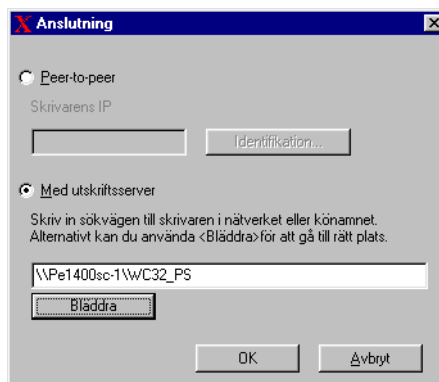 Anslutning
Peer-to-peer
Skrivarens IP
Identifikation...
Med utskriftsserver
Skriv in sökvägen till skrivaren i nätverket eller könamnet.
Alternativt kan du använda <Bläddra>för att gå till rätt plats.
\\Pe1400sc-1\WC32_PS
Bläddra
OK Avbryt